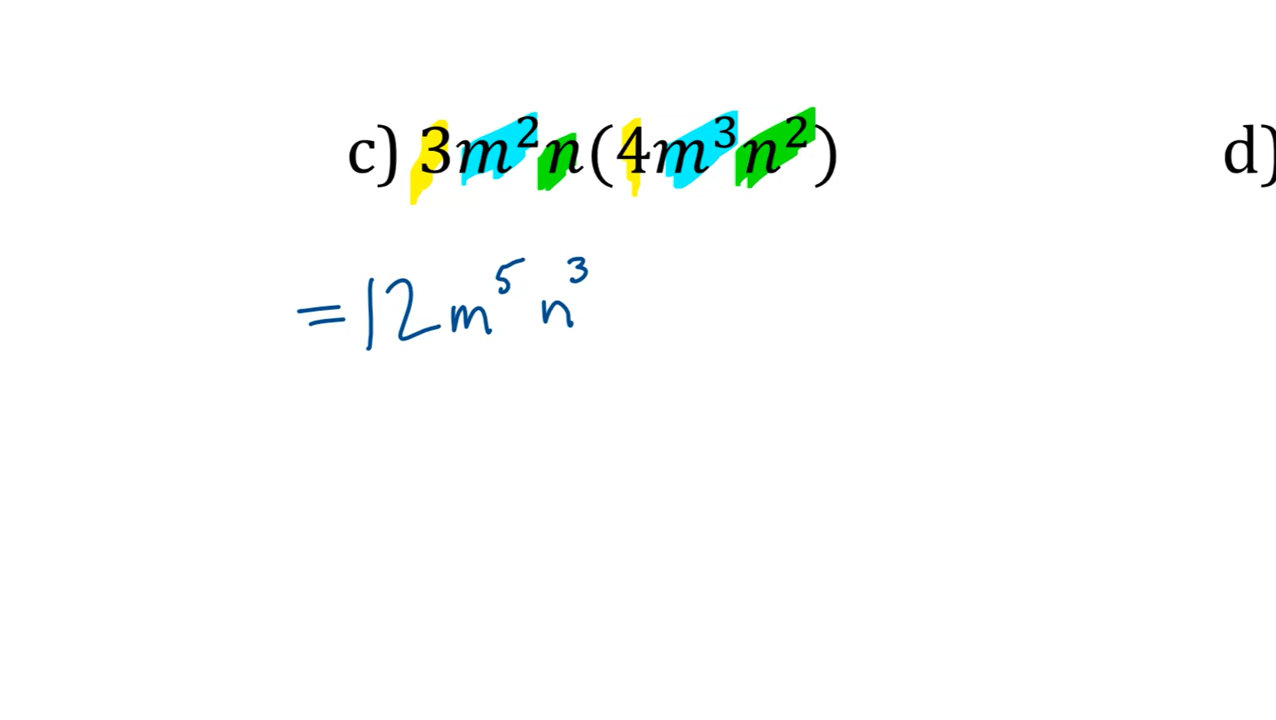 c) 3m²n(4m³n²)
d)
=12m⁵n³